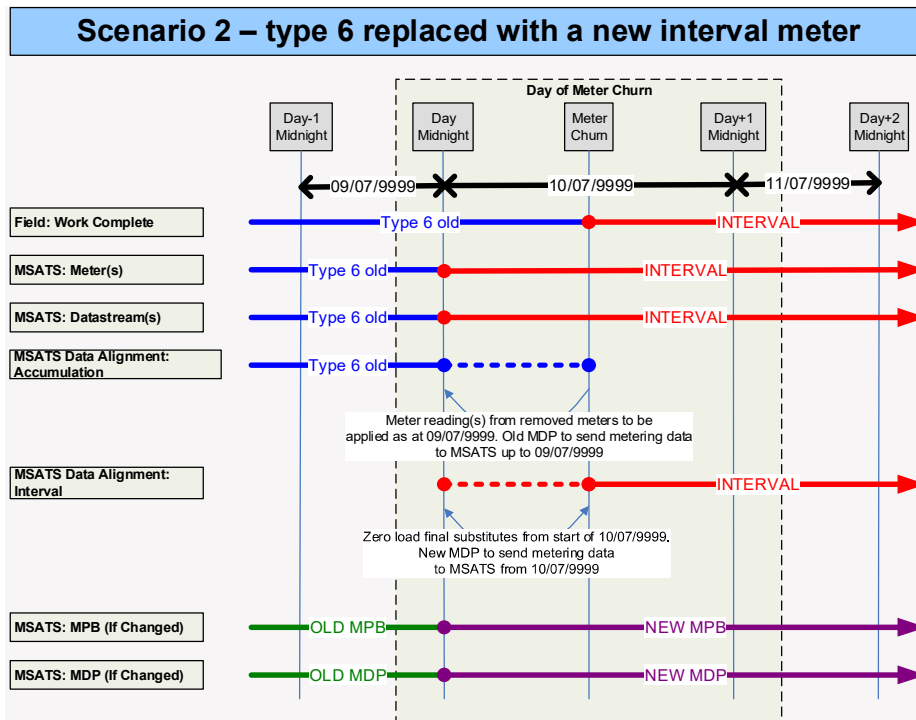 Scenario 2 – type 6 replaced with a new interval meter
Day of Meter Churn
Day-1
Midnight
Day
Midnight
Meter
Churn
Day+1
Midnight
Day+2
Midnight
09/07/9999
10/07/9999
11/07/9999
Field: Work Complete
Type 6 old
INTERVAL
MSATS: Meter(s)
Type 6 old
INTERVAL
MSATS: Datastream(s)
Type 6 old
INTERVAL
MSATS Data Alignment:
Accumulation
Type 6 old
Meter reading(s) from removed meters to be
applied as at 09/07/9999. Old MDP to send metering data
to MSATS up to 09/07/9999
MSATS Data Alignment:
Interval
INTERVAL
Zero load final substitutes from start of 10/07/9999.
New MDP to send metering data
to MSATS from 10/07/9999
MSATS: MPB (If Changed)
OLD MPB
NEW MPB
MSATS: MDP (If Changed)
OLD MDP
NEW MDP